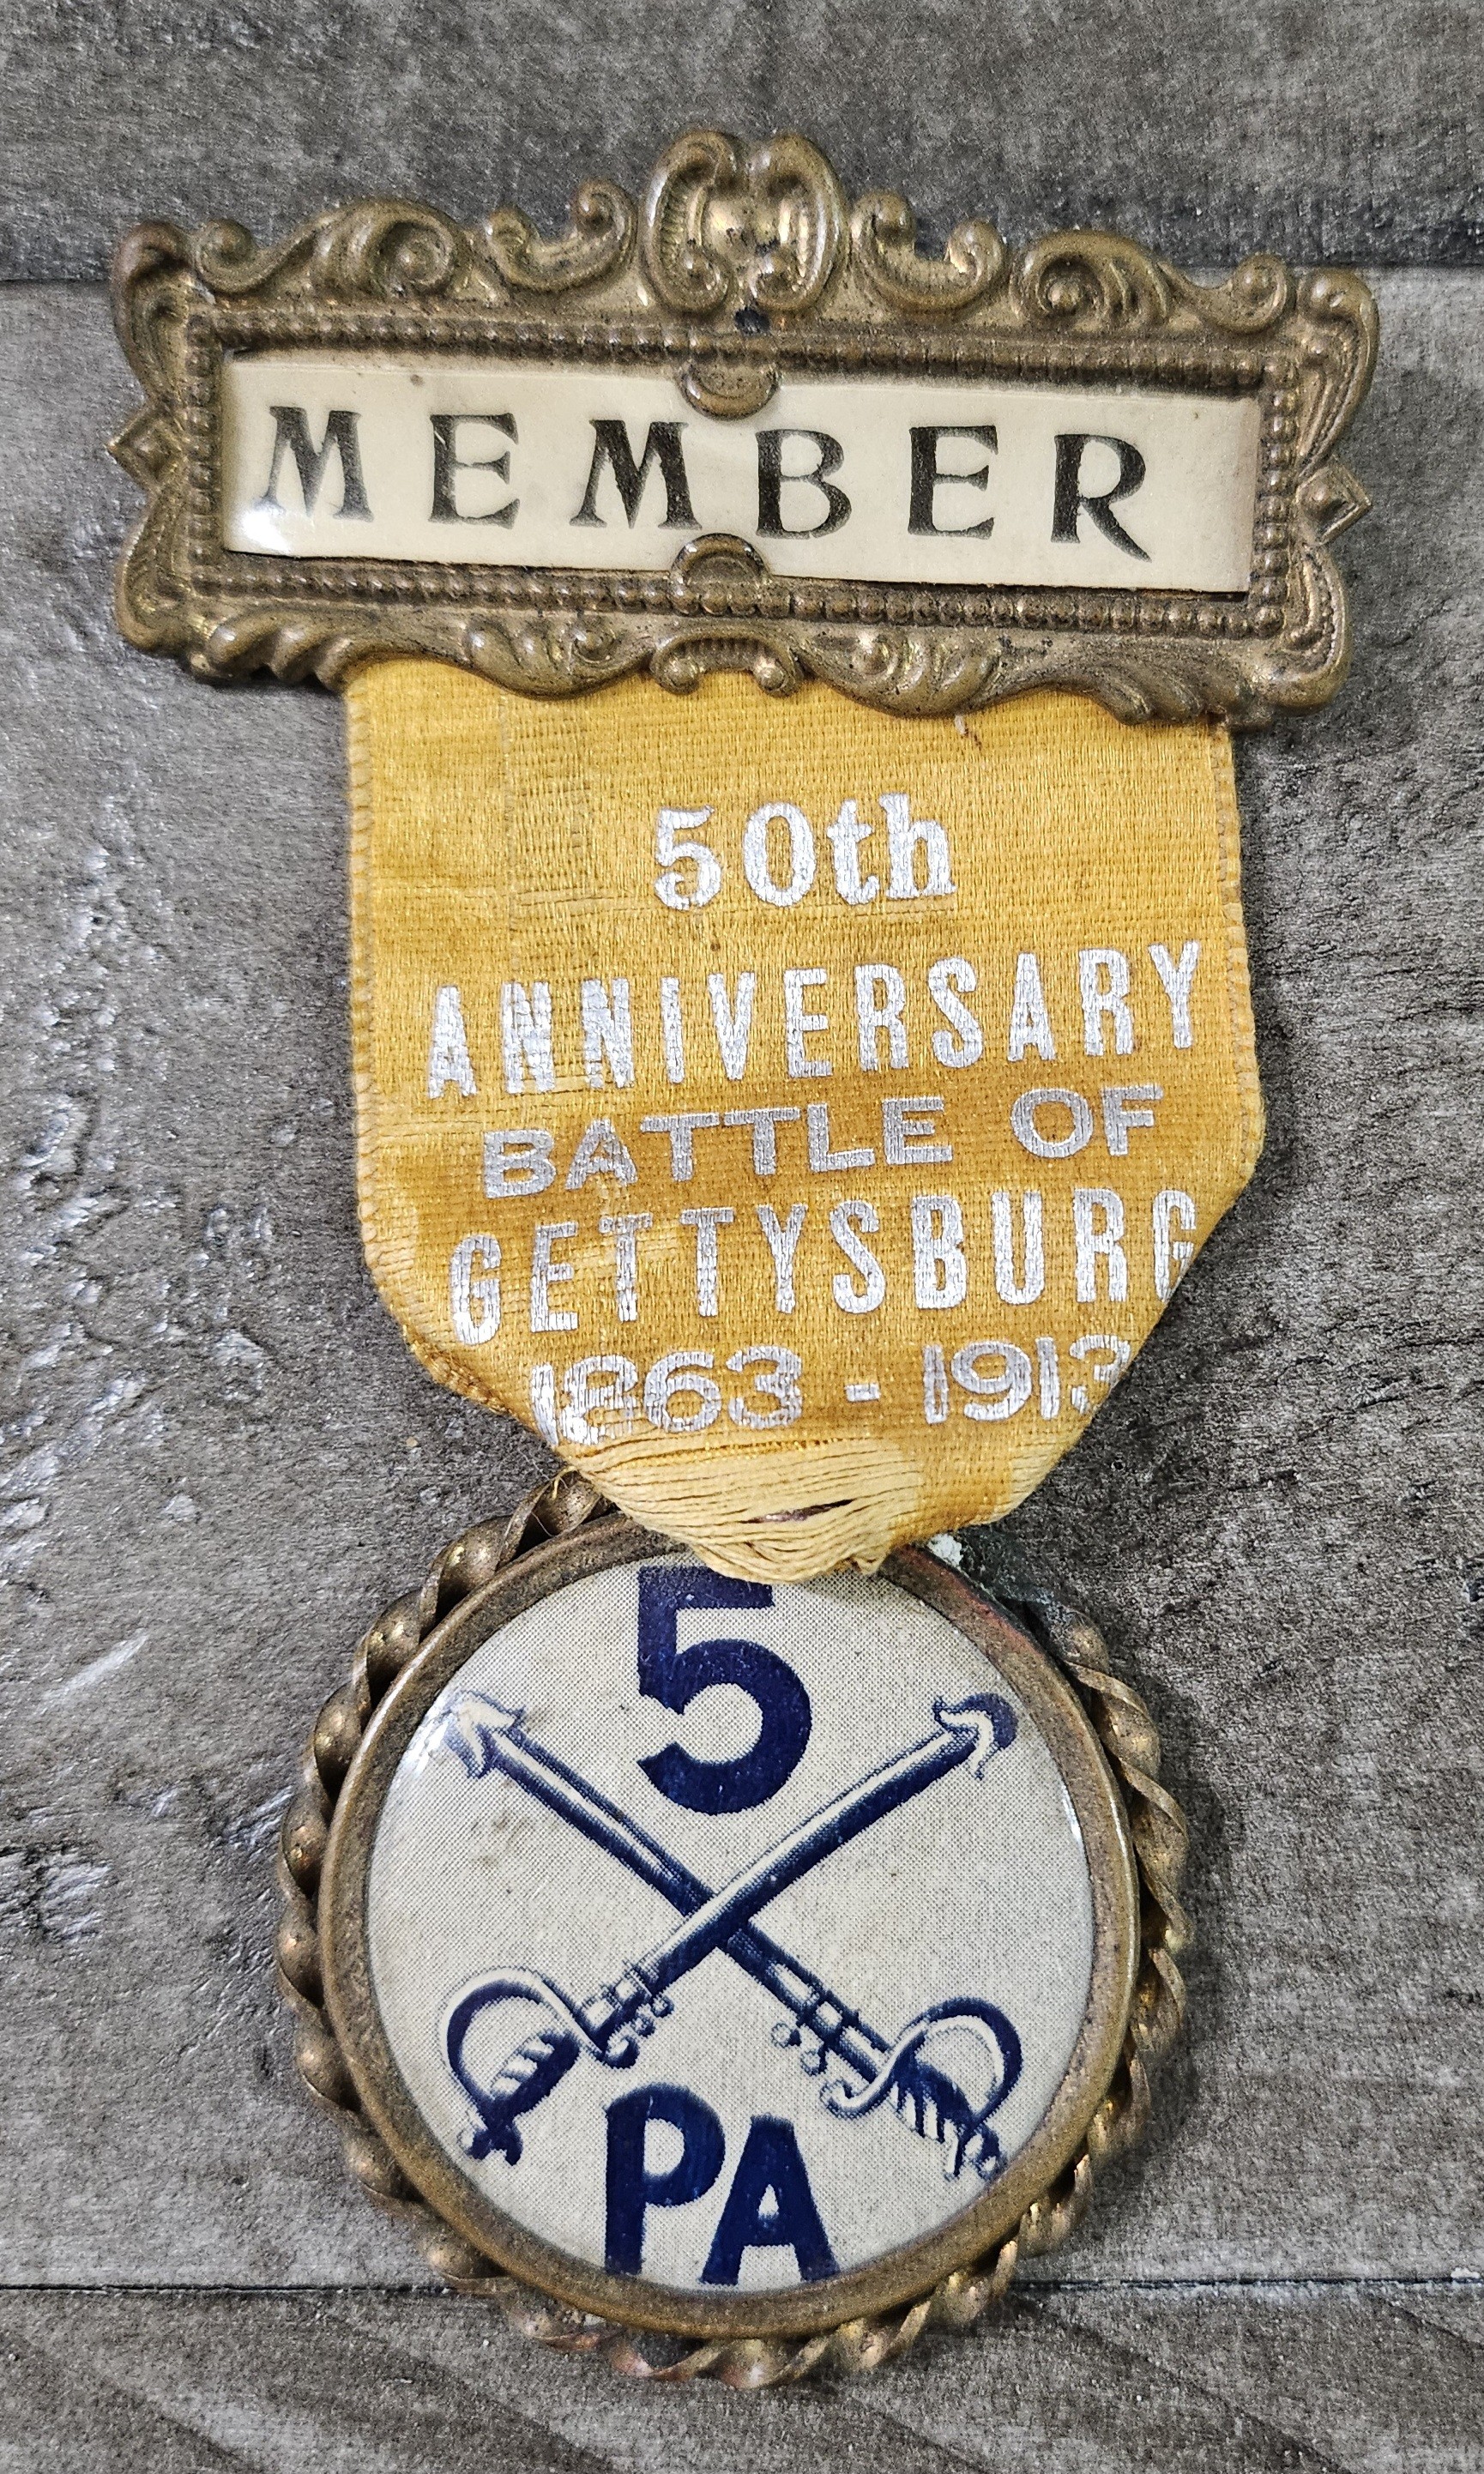 MEMBER
50th
ANNIVERSARY
BATTLE OF
GETTYSBURG
1863 - 1913
5
PA